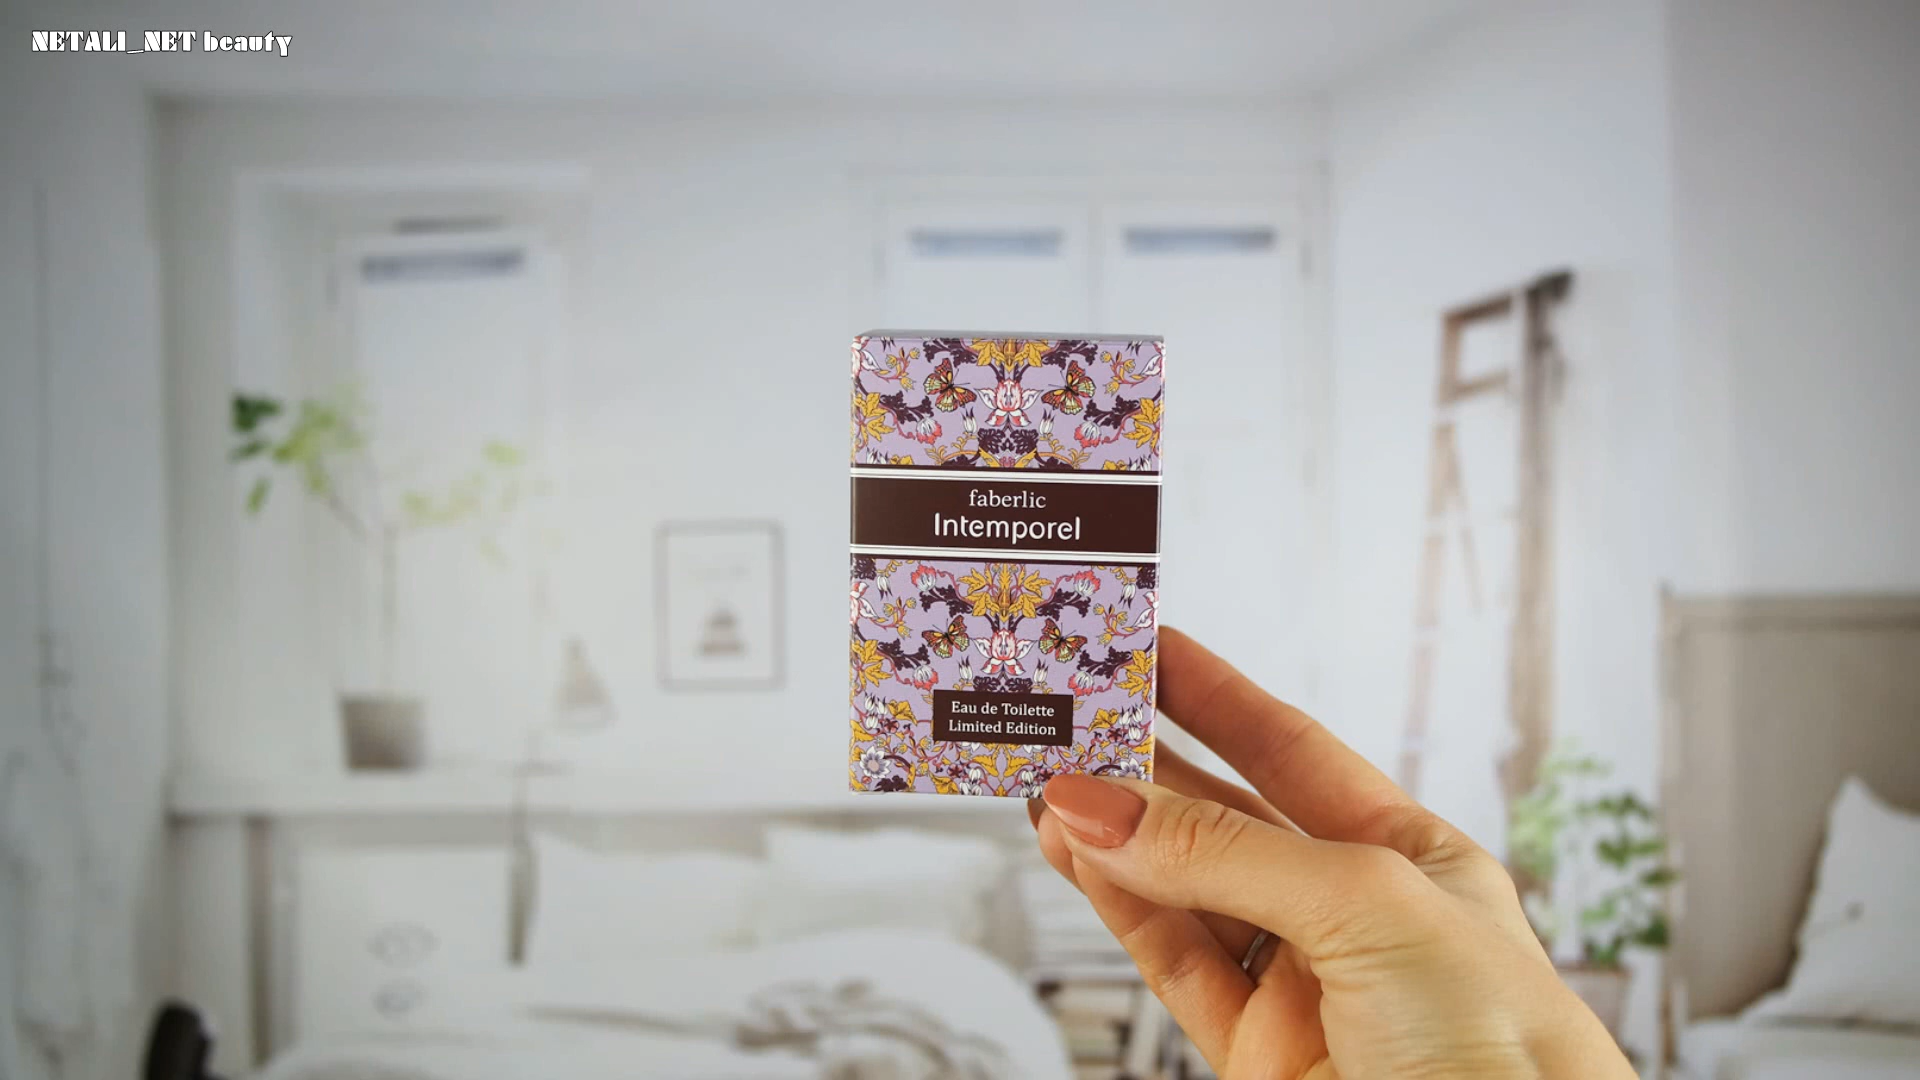 NETALI_NET beauty
faberlic
Intemporel
Eau de Toilette
Limited Edition